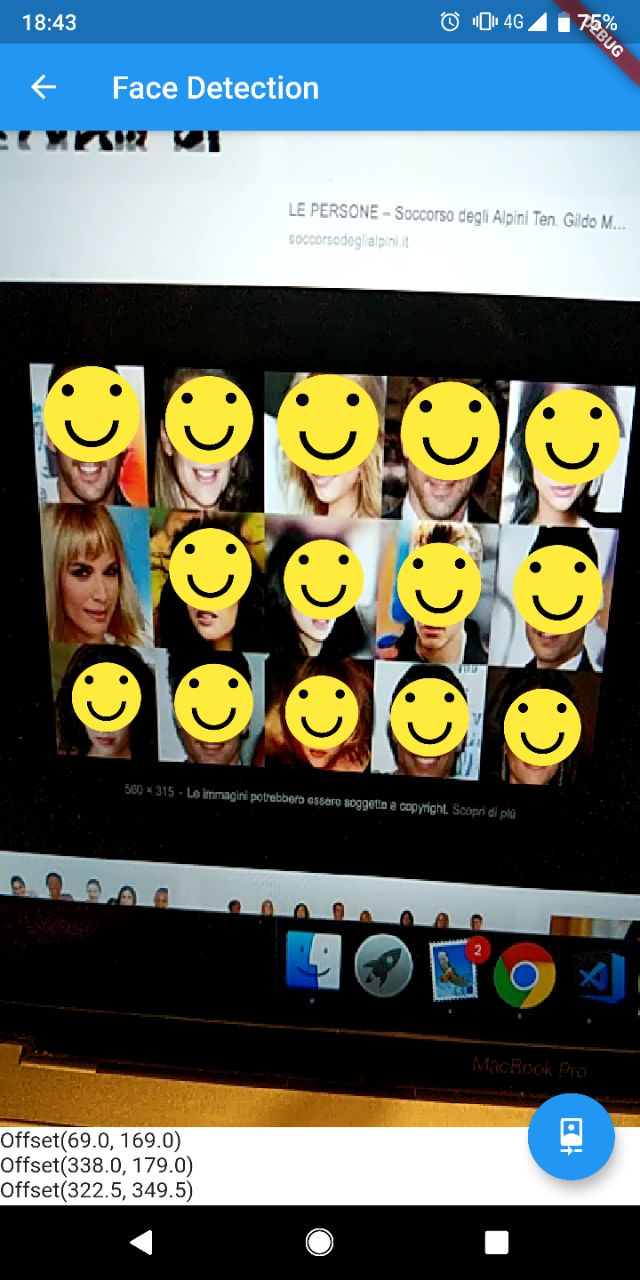 18:43
4G
75%
DEBUG
Face Detection
LE PERSONE – Soccorso degli Alpini Ten. Gildo M...
soccorsodeglialpini.it
560 × 315 - Le immagini potrebbero essere soggette a copyright. Scopri di più
2
MacBook Pro
Offset(69.0, 169.0)
Offset(338.0, 179.0)
Offset(322.5, 349.5)